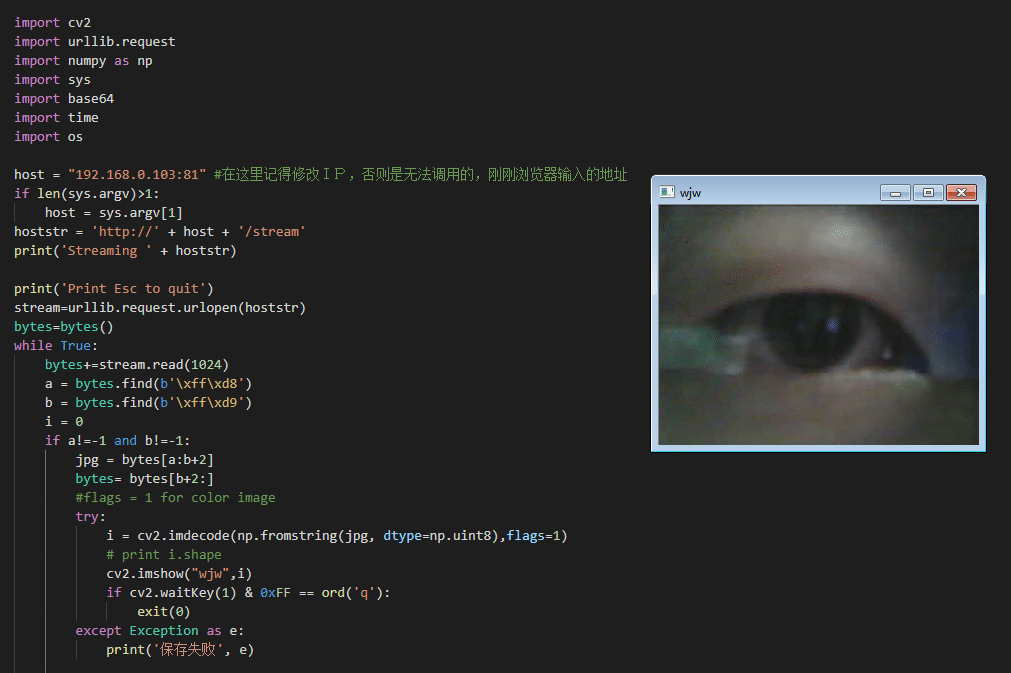 import cv2
import urllib.request
import numpy as np
import sys
import base64
import time
import os
host = "192.168.0.103:81" #在这里记得修改ＩＰ，否则是无法调用的，刚刚浏览器输入的地址
if len(sys.argv)>1:
    host = sys.argv[1]
hoststr = 'http://' + host + '/stream'
print('Streaming ' + hoststr)
print('Print Esc to quit')
stream=urllib.request.urlopen(hoststr)
bytes=bytes()
while True:
    bytes+=stream.read(1024)
    a = bytes.find(b'\xff\xd8')
    b = bytes.find(b'\xff\xd9')
    i = 0
    if a!=-1 and b!=-1:
        jpg = bytes[a:b+2]
        bytes= bytes[b+2:]
        #flags = 1 for color image
        try:
            i = cv2.imdecode(np.fromstring(jpg, dtype=np.uint8),flags=1)
            # print i.shape
            cv2.imshow("wjw",i)
            if cv2.waitKey(1) & 0xFF == ord('q'):
                exit(0)
        except Exception as e:
            print('保存失败', e)
wjw